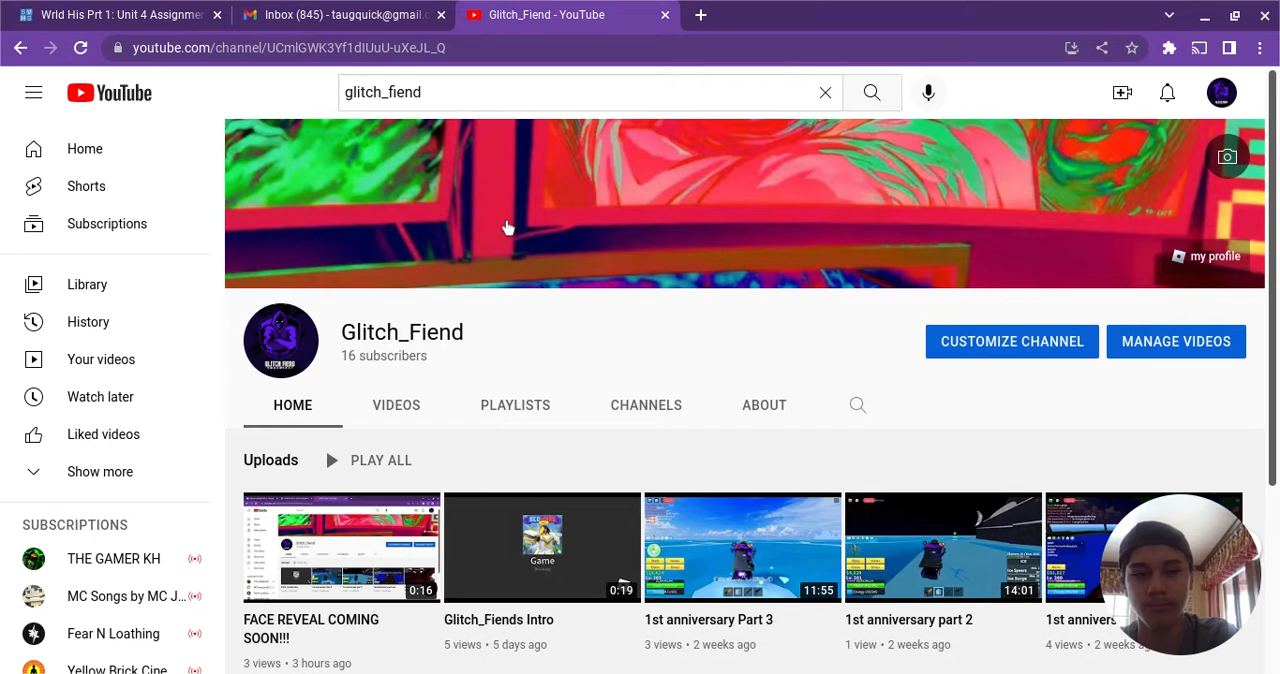 Wrld His Prt 1: Unit 4 Assignmer
Inbox (845) - taugquick@gmail.c
Glitch_Fiend - YouTube
youtube.com/channel/UCmlGWK3Yf1dIUuU-uXeJL_Q
YouTube
glitch_fiend
Home
Shorts
Subscriptions
Library
History
Your videos
Watch later
Liked videos
Show more
SUBSCRIPTIONS
THE GAMER KH
MC Songs by MC J...
Fear N Loathing
Yellow Brick Cine
my profile
GLITCH FIEND
Glitch_Fiend
16 subscribers
CUSTOMIZE CHANNEL
MANAGE VIDEOS
HOME
VIDEOS
PLAYLISTS
CHANNELS
ABOUT
Uploads
PLAY ALL
0:16
Game
0:19
11:55
14:01
FACE REVEAL COMING
SOON!!!
3 views • 3 hours ago
Glitch_Fiends Intro
5 views • 5 days ago
1st anniversary Part 3
3 views • 2 weeks ago
1st anniversary part 2
1 view • 2 weeks ago
1st annivers
4 views • 2 weeks